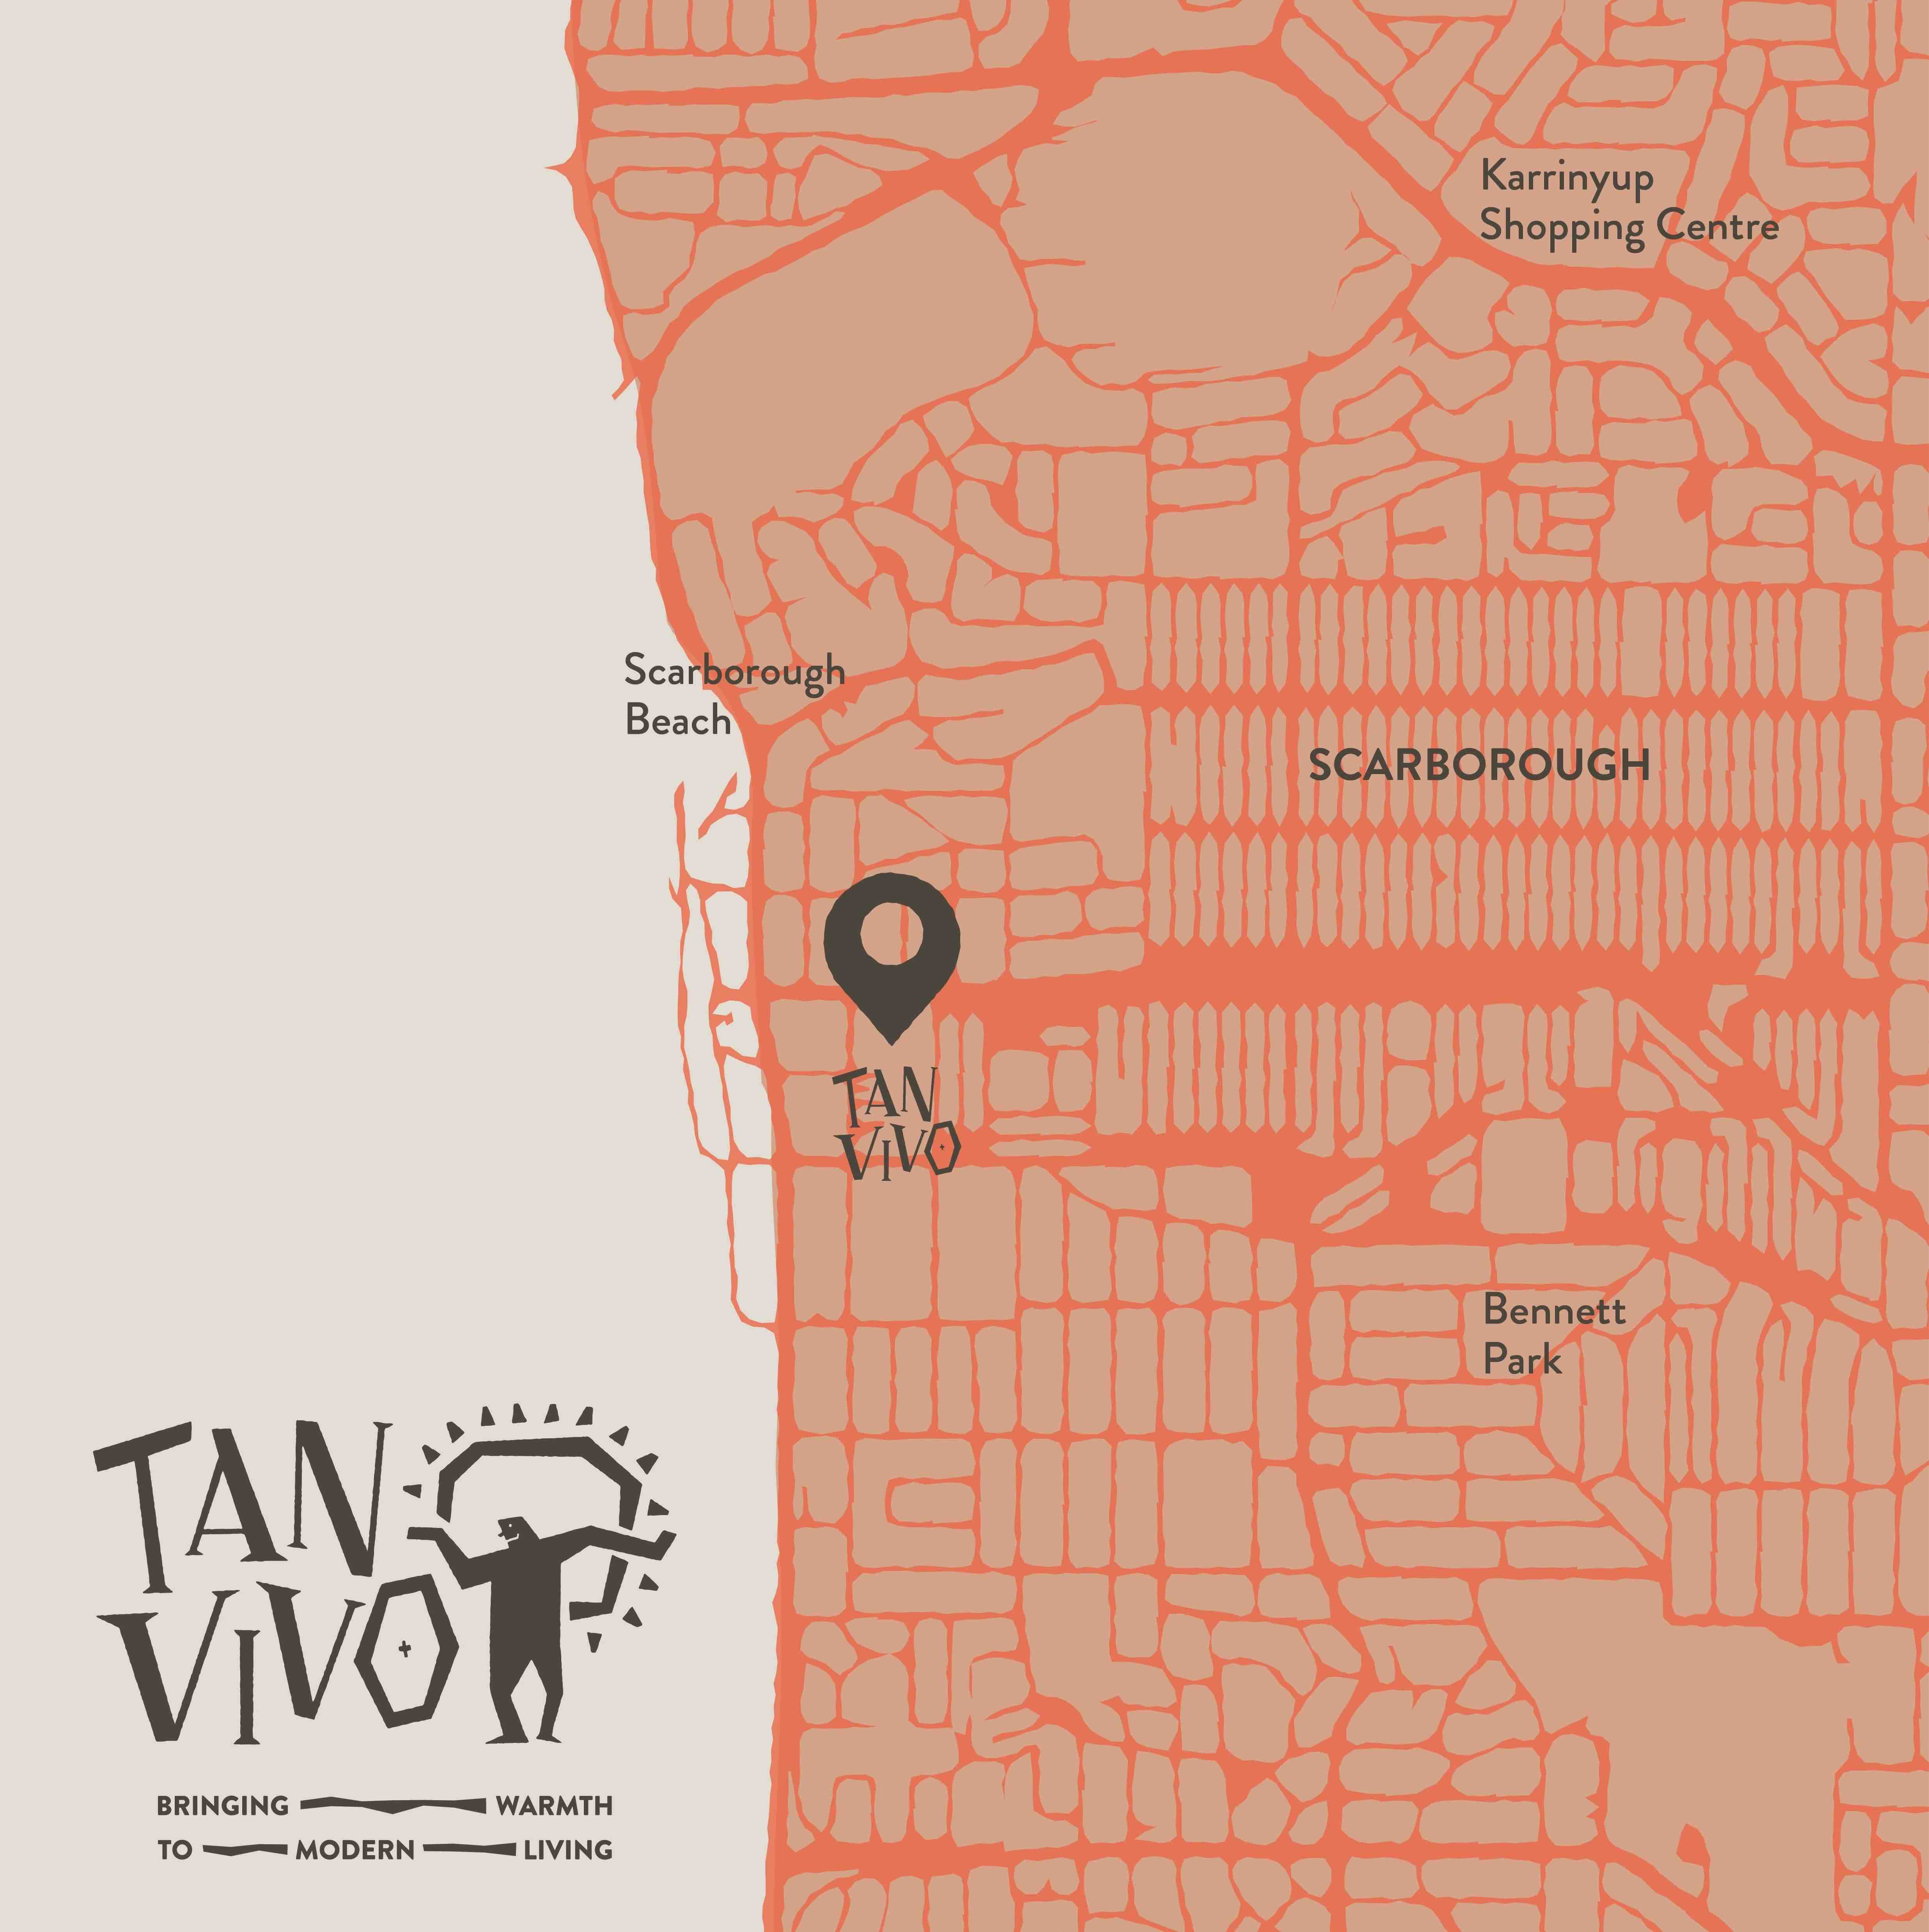 Karrinyup
Shopping Centre
Scarborough
Beach
SCARBOROUGH
TAN
VIVO
Bennett
Park
TAN
VIVO
BRINGING WARMTH
TO MODERN LIVING